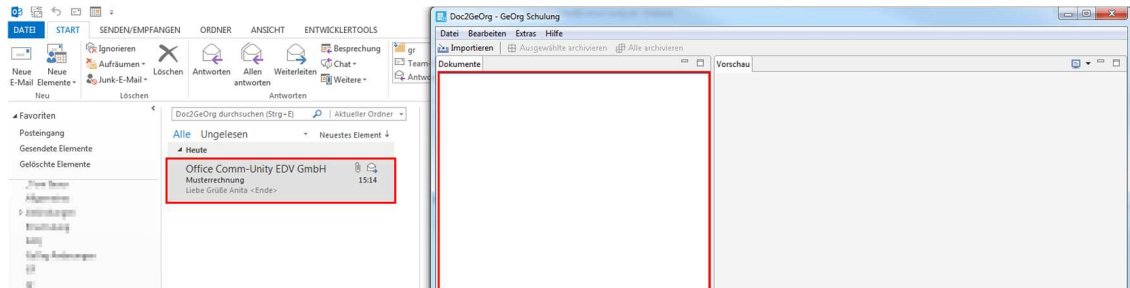 DATEI START SENDEN/EMPFANGEN ORDNER ANSICHT ENTWICKLERTOOLS
Neue E-Mail
Neue Elemente
Neu
Ignorieren
Aufräumen
Junk-E-Mail
Löschen
Löschen
Antworten
Allen antworten
Weiterleiten
Besprechung
Chat
Weitere
Antworten
gr
Team-
Antwo
Favoriten
Posteingang
Gesendete Elemente
Gelöschte Elemente
Doc2GeOrg durchsuchen (Strg+E) Aktueller Ordner
Alle Ungelesen Neuestes Element ↓
Heute
Office Comm-Unity EDV GmbH
Musterrechnung 15:14
Liebe Grüße Anita <Ende>
Doc2GeOrg - GeOrg Schulung
Datei Bearbeiten Extras Hilfe
Importieren Ausgewählte archivieren Alle archivieren
Dokumente
Vorschau